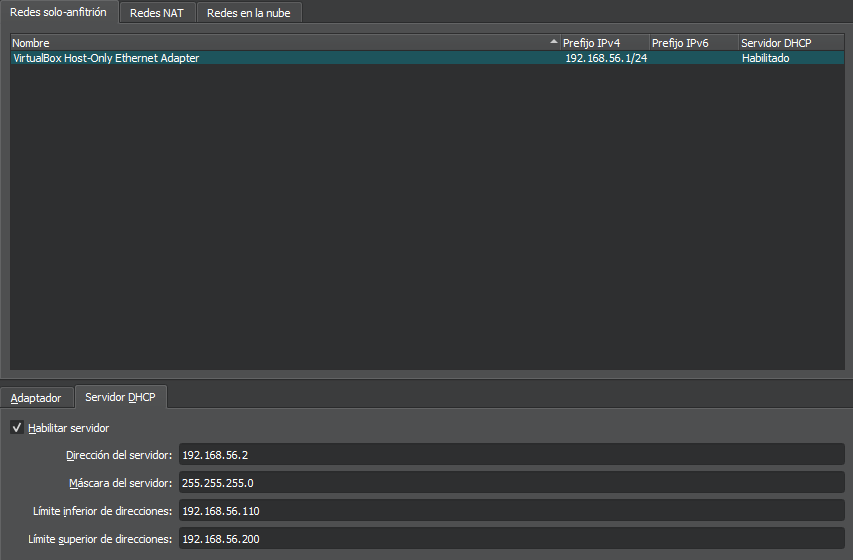 Redes solo-anfitrión Redes NAT Redes en la nube
Nombre Prefijo IPv4 Prefijo IPv6 Servidor DHCP
VirtualBox Host-Only Ethernet Adapter 192.168.56.1/24 Habilitado
Adaptador Servidor DHCP
Habilitar servidor
Dirección del servidor: 192.168.56.2
Máscara del servidor: 255.255.255.0
Límite inferior de direcciones: 192.168.56.110
Límite superior de direcciones: 192.168.56.200